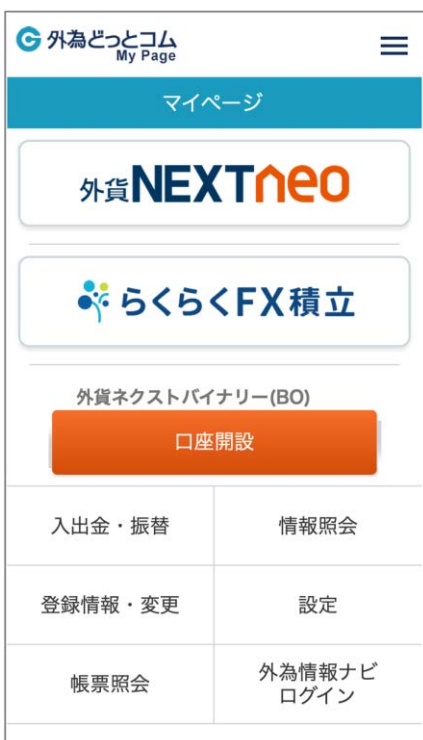 外為どっとコム
My Page
マイページ
外貨NEXTneo
らくらくFX積立
外貨ネクストバイナリー(BO)
口座開設
入出金・振替
情報照会
登録情報・変更
設定
帳票照会
外為情報ナビ
ログイン